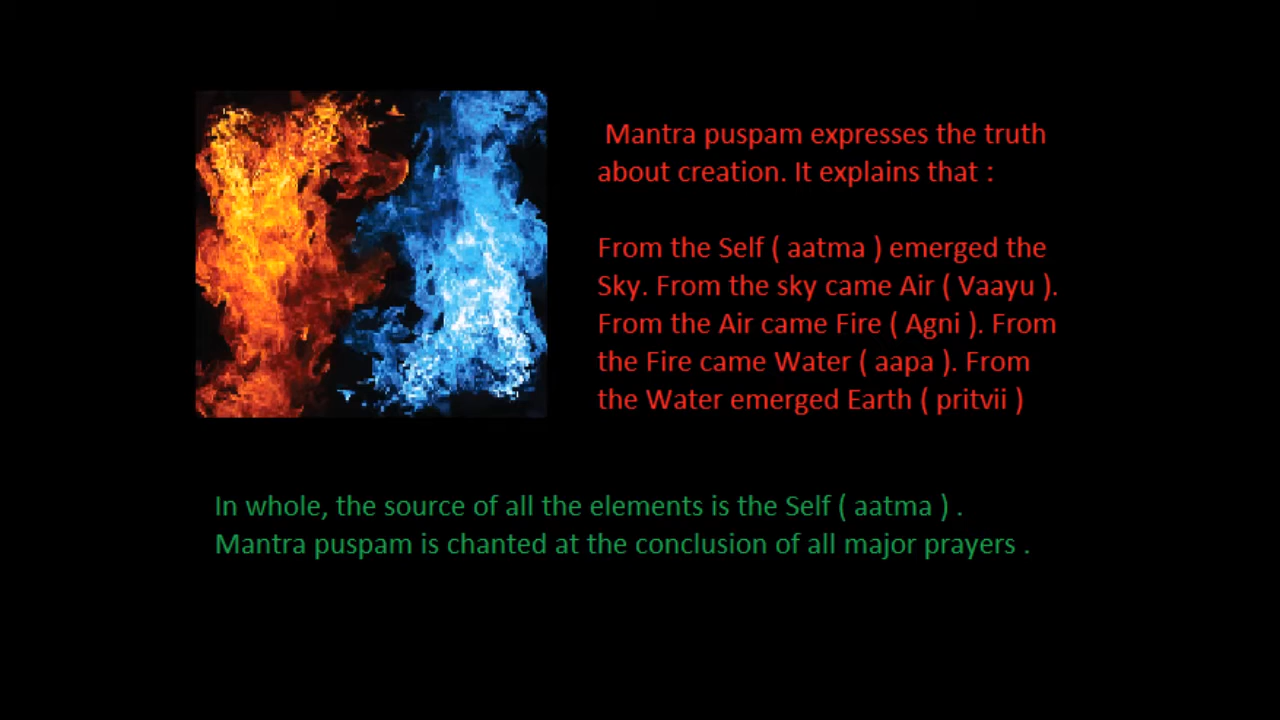 Mantra puspam expresses the truth
about creation. It explains that :
From the Self ( aatma ) emerged the
Sky. From the sky came Air ( Vaayu ).
From the Air came Fire ( Agni ). From
the Fire came Water ( aapa ). From
the Water emerged Earth ( pritvii )
In whole, the source of all the elements is the Self ( aatma ) .
Mantra puspam is chanted at the conclusion of all major prayers .